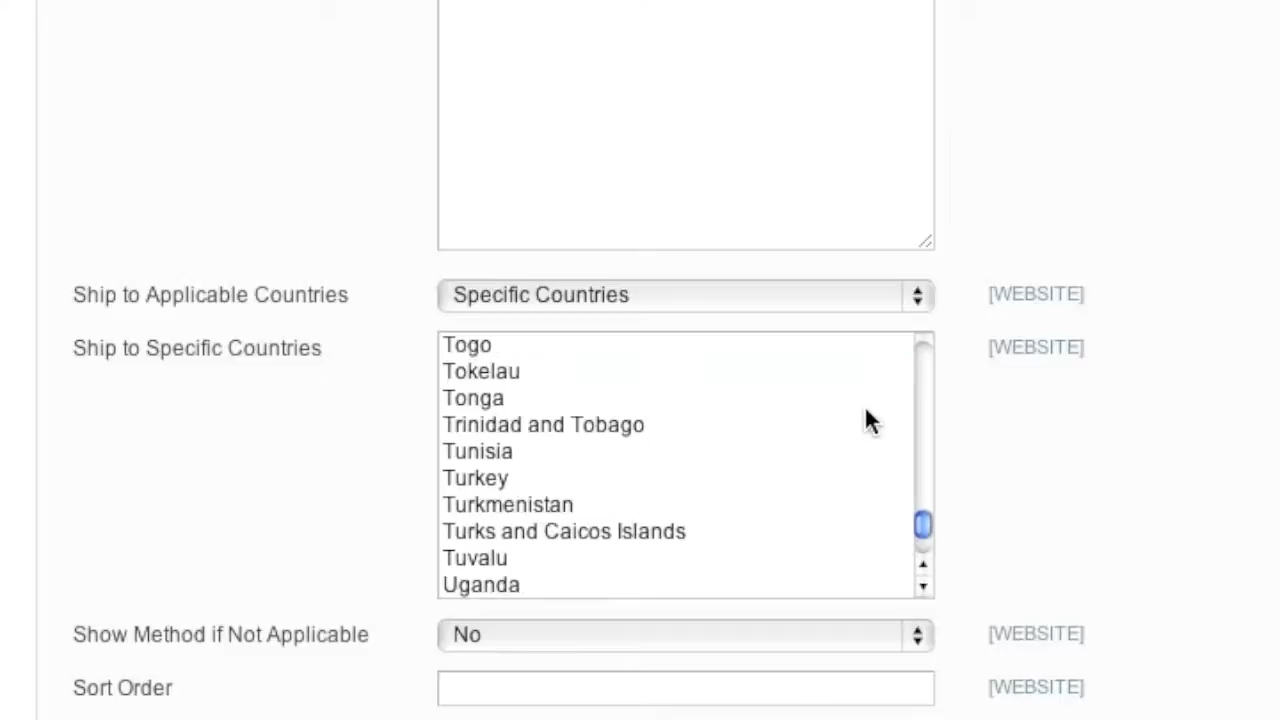 Ship to Applicable Countries Specific Countries [WEBSITE]
Ship to Specific Countries [WEBSITE]
Togo
Tokelau
Tonga
Trinidad and Tobago
Tunisia
Turkey
Turkmenistan
Turks and Caicos Islands
Tuvalu
Uganda
Show Method if Not Applicable No [WEBSITE]
Sort Order [WEBSITE]